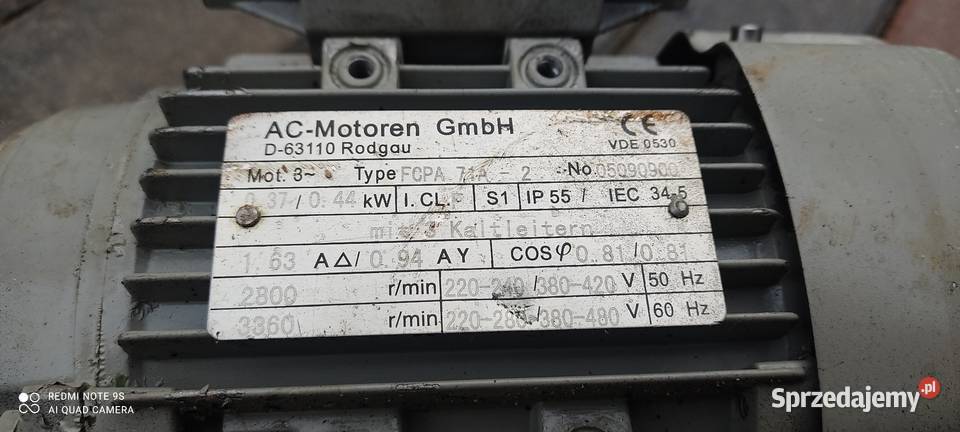 AC-Motoren GmbH CE
D-63110 Rodgau VDE 0530
Mot. 3~ Type FCPA 71A - 2 No. 05090900
/ 0.44 kW I. CL. S1 IP 55 / IEC 34-5
mit 3 Kaltleitern
1.63 A△/ 0.94 AY COSφ 0.81/0.81
2800 r/min 220-240/380-420 V 50 Hz
3360 r/min 220-280/380-480 V 60 Hz
REDMI NOTE 9S
AI QUAD CAMERA
Sprzedajemy.pl